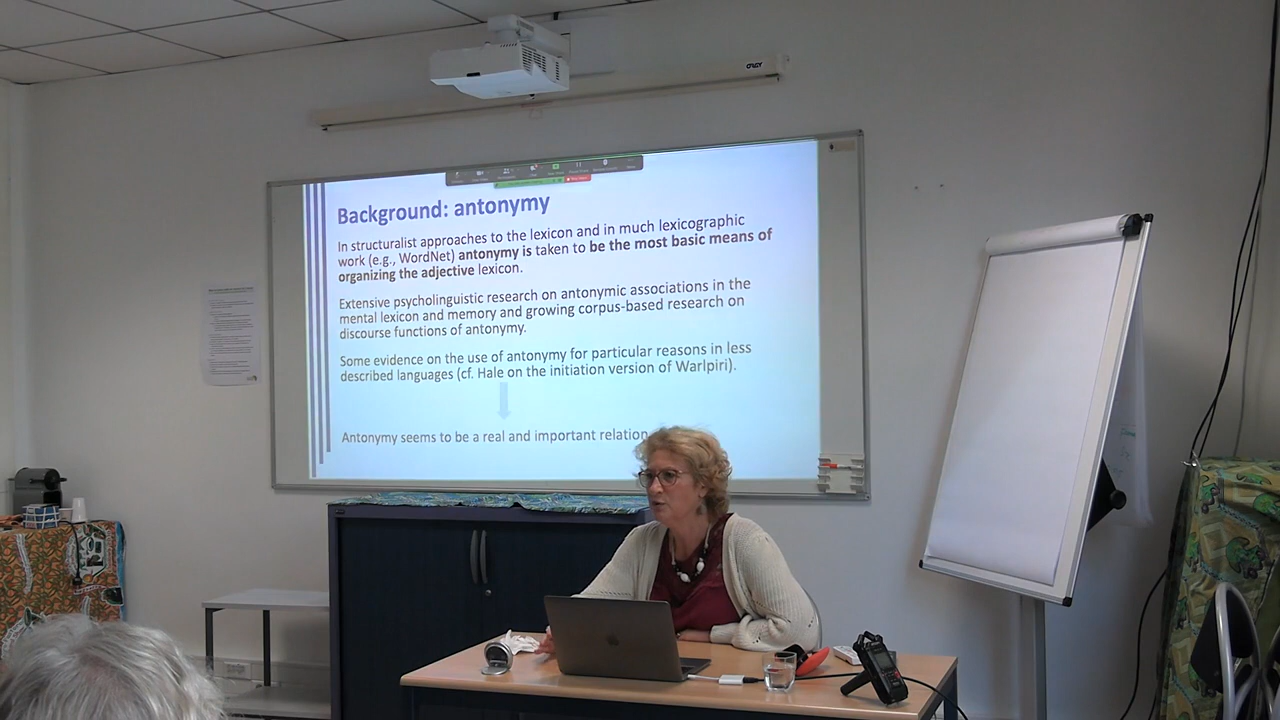 Background: antonymy
In structuralist approaches to the lexicon and in much lexicographic
work (e.g., WordNet) antonymy is taken to be the most basic means of
organizing the adjective lexicon.
Extensive psycholinguistic research on antonymic associations in the
mental lexicon and memory and growing corpus-based research on
discourse functions of antonymy.
Some evidence on the use of antonymy for particular reasons in less
described languages (cf. Hale on the initiation version of Warlpiri).
Antonymy seems to be a real and important relation